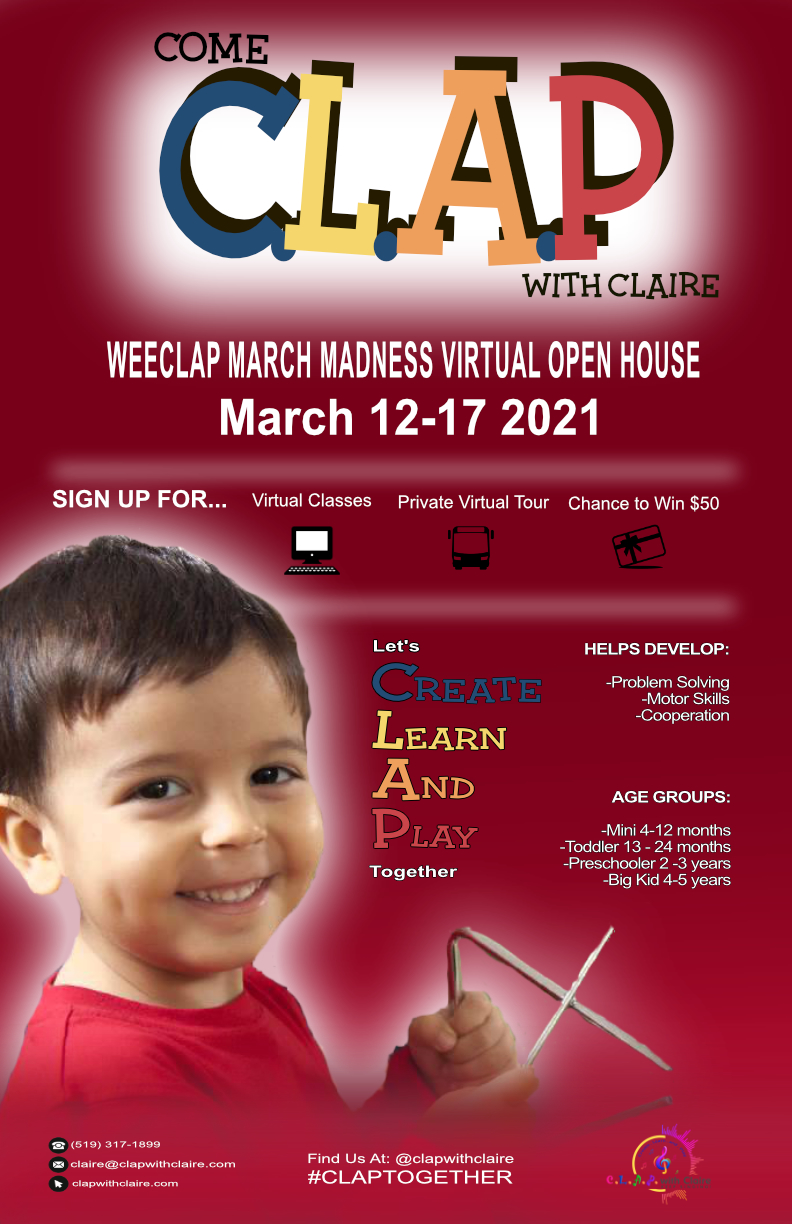 COME
C.L.A.P
WITH CLAIRE
WEECLAP MARCH MADNESS VIRTUAL OPEN HOUSE
March 12-17 2021
SIGN UP FOR...
Virtual Classes
Private Virtual Tour
Chance to Win $50
Let's
CREATE
LEARN
AND
PLAY
Together
HELPS DEVELOP:
-Problem Solving
-Motor Skills
-Cooperation
AGE GROUPS:
-Mini 4-12 months
-Toddler 13 - 24 months
-Preschooler 2 -3 years
-Big Kid 4-5 years
(519) 317-1899
claire@clapwithclaire.com
clapwithclaire.com
Find Us At: @clapwithclaire
#CLAPTOGETHER
C.L.A.P. with Claire